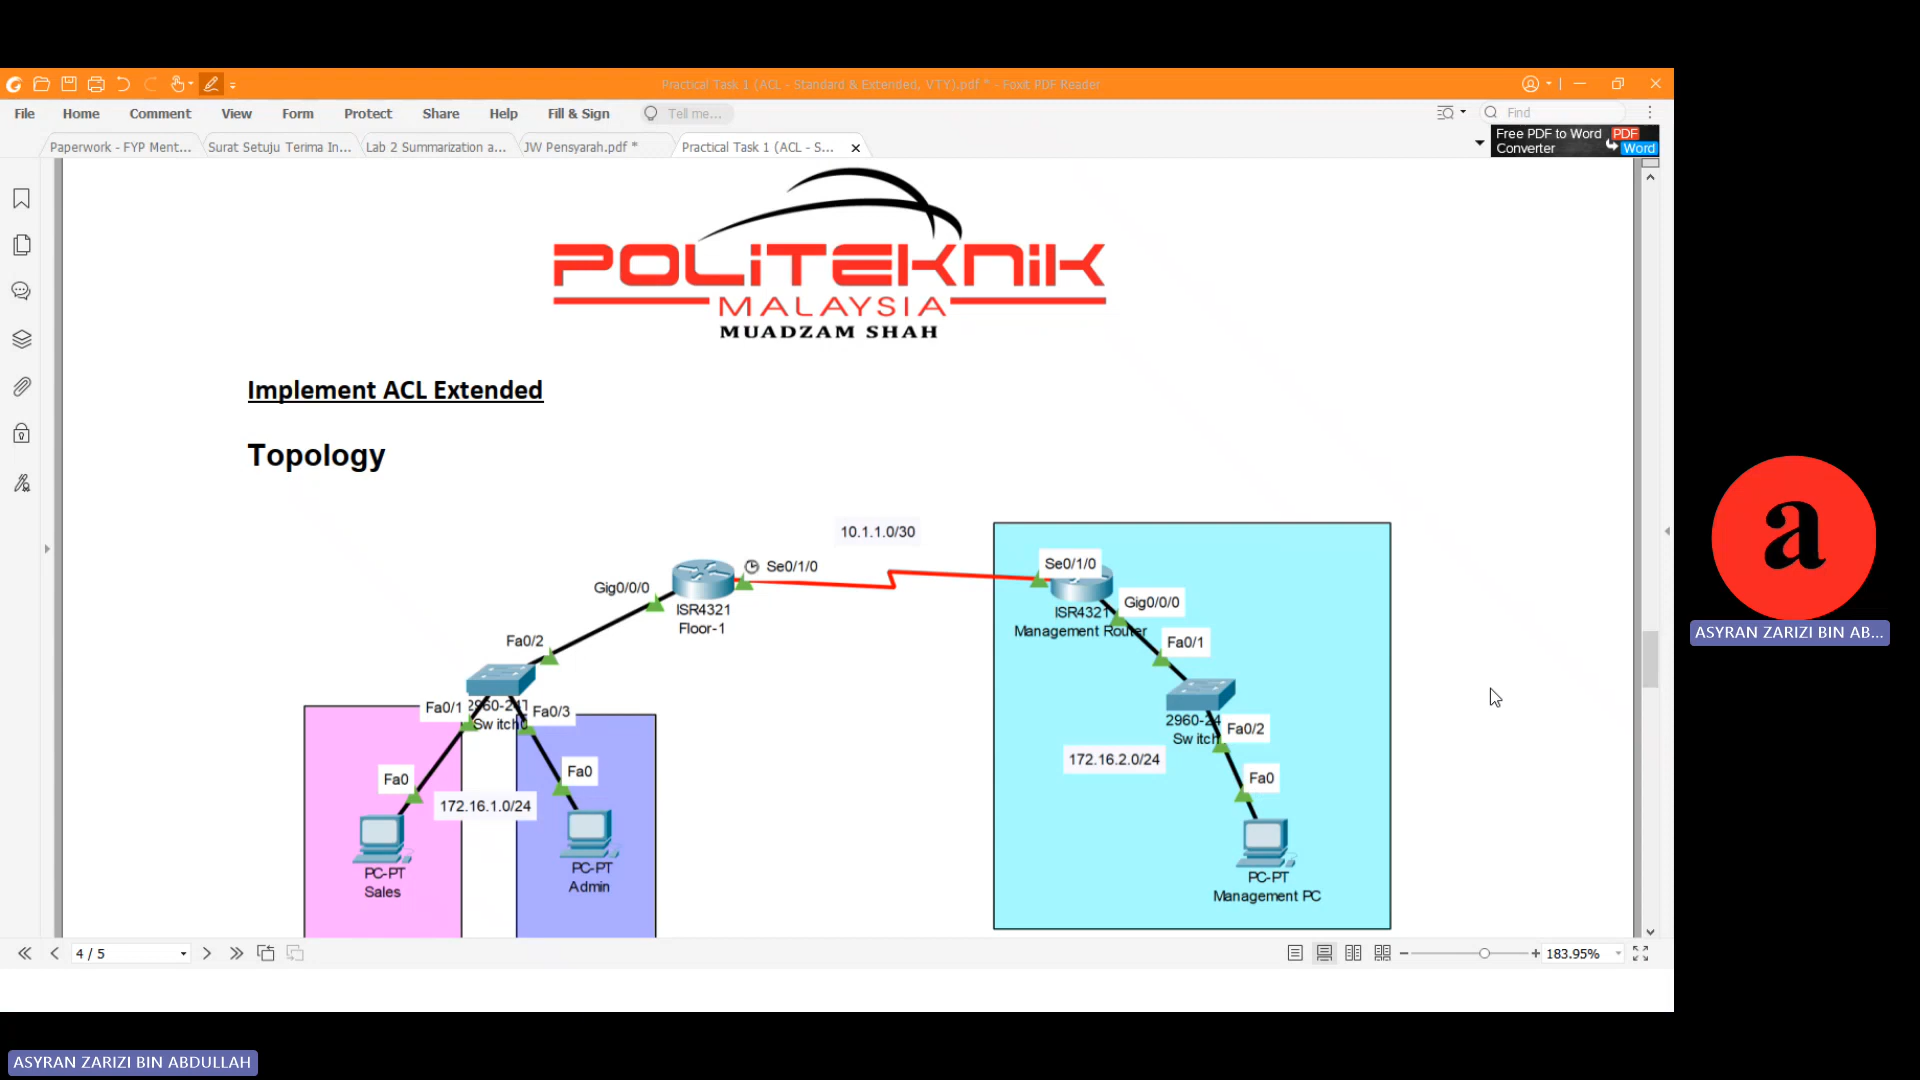 Practical Task 1 (ACL - Standard & Extended, VTY).pdf * - Foxit PDF Reader
File Home Comment View Form Protect Share Help Fill & Sign Tell me... Find
Paperwork - FYP Ment... Surat Setuju Terima In... Lab 2 Summarization a... JW Pensyarah.pdf * Practical Task 1 (ACL - S...
Free PDF to Word PDF
Converter Word
POLITEKNIK
MALAYSIA
MUADZAM SHAH
Implement ACL Extended
Topology
10.1.1.0/30
Se0/1/0 Se0/1/0
Gig0/0/0 Gig0/0/0
ISR4321 ISR4321
Floor-1 Management Router
Fa0/2 Fa0/1
Fa0/1 2960-24T Fa0/3
Switch0
2960-24 Fa0/2
Switch
172.16.2.0/24
Fa0 Fa0 Fa0
172.16.1.0/24
PC-PT PC-PT PC-PT
Sales Admin Management PC
4 / 5 183.95%
a
ASYRAN ZARIZI BIN AB...
ASYRAN ZARIZI BIN ABDULLAH